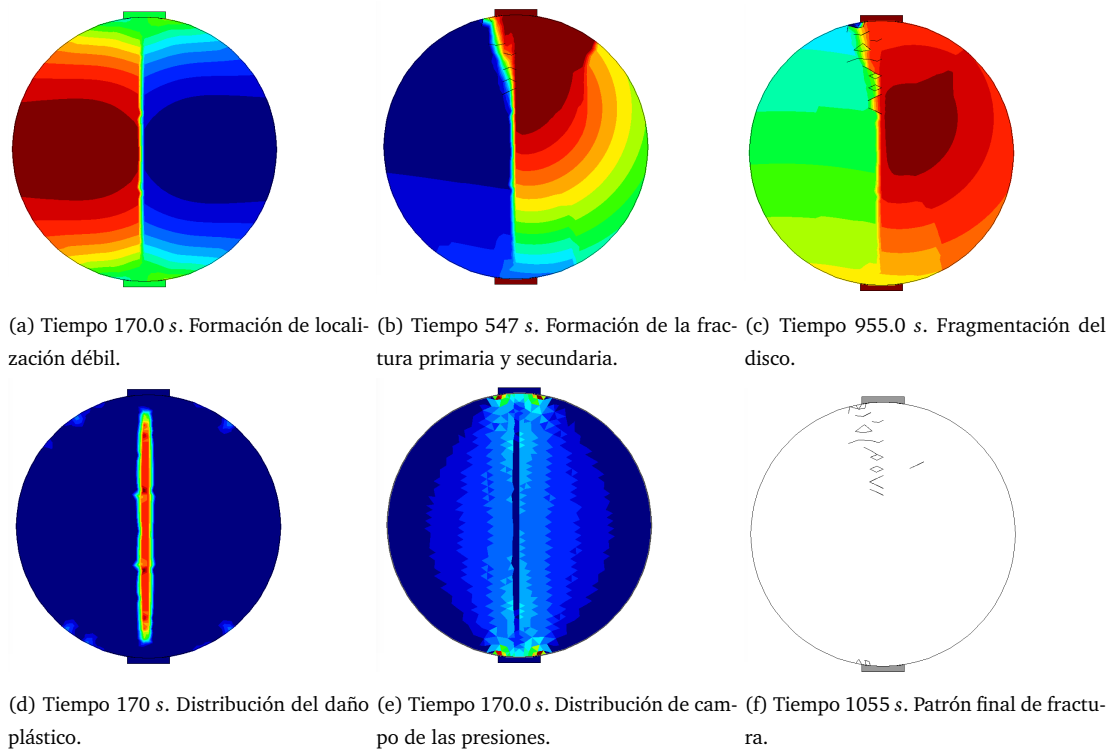 (a) Tiempo 170.0 s. Formación de locali-
zación débil.
(b) Tiempo 547 s. Formación de la frac-
tura primaria y secundaria.
(c) Tiempo 955.0 s. Fragmentación del
disco.
(d) Tiempo 170 s. Distribución del daño
plástico.
(e) Tiempo 170.0 s. Distribución de cam-
po de las presiones.
(f) Tiempo 1055 s. Patrón final de fractu-
ra.